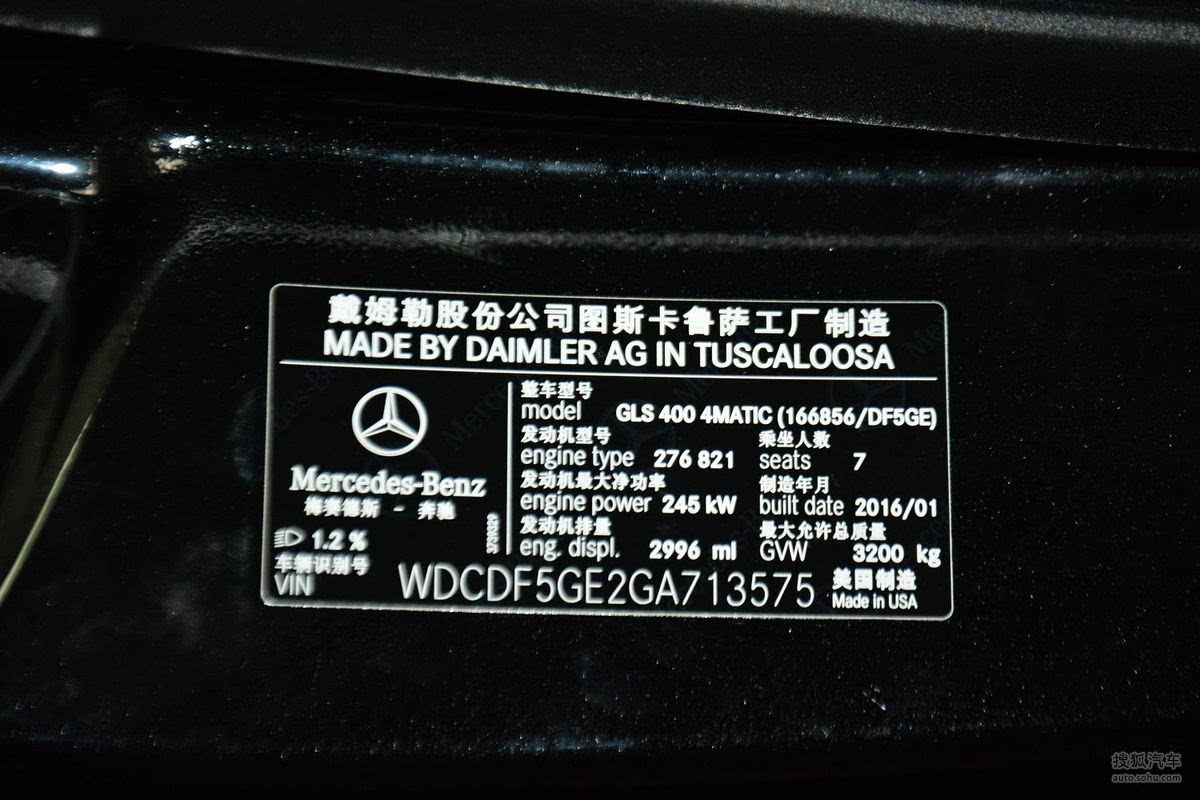 戴姆勒股份公司图斯卡鲁萨工厂制造
MADE BY DAIMLER AG IN TUSCALOOSA
Mercedes-Benz
梅赛德斯 - 奔驰
1.2 %
整车型号
model GLS 400 4MATIC (166856/DF5GE)
发动机型号 乘坐人数
engine type 276 821 seats 7
发动机最大净功率 制造年月
engine power 245 kW built date 2016/01
发动机排量 最大允许总质量
eng. displ. 2996 ml GVW 3200 kg
车辆识别号
VIN WDCDF5GE2GA713575
美国制造
Made in USA
搜狐汽车
auto.sohu.com